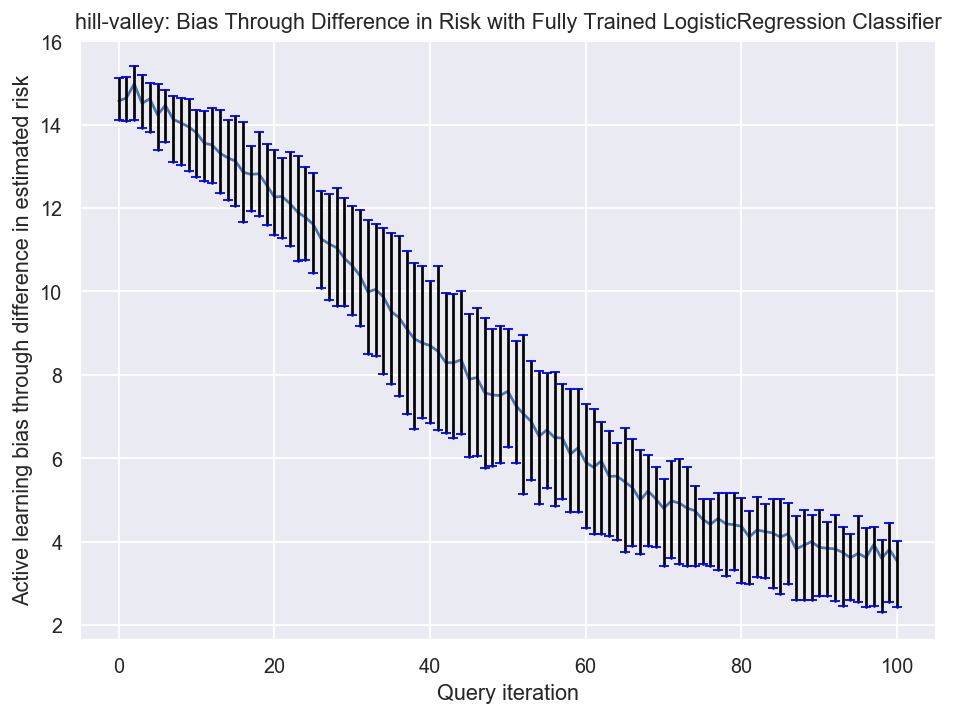 hill-valley: Bias Through Difference in Risk with Fully Trained LogisticRegression Classifier
Active learning bias through difference in estimated risk
16
14
12
10
8
6
4
2
0 20 40 60 80 100
Query iteration